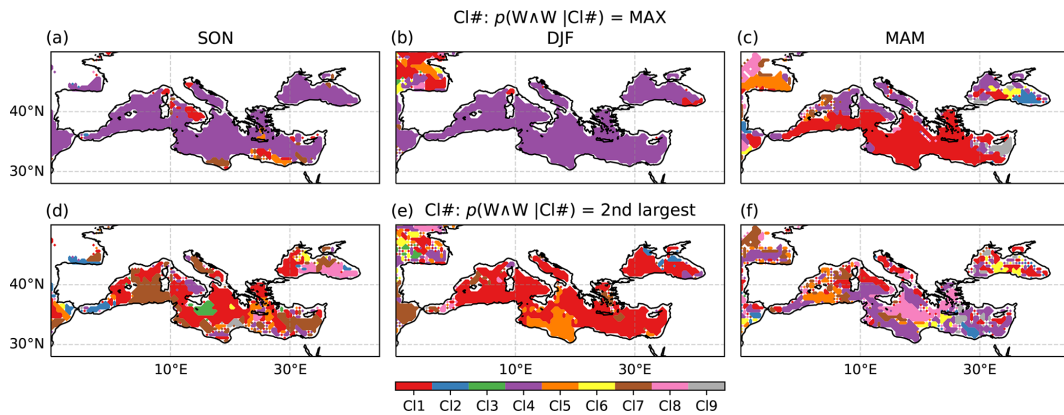 Cl#: p(W∧W |Cl#) = MAX
(a) SON (b) DJF (c) MAM
40°N
30°N
(d) (e) Cl#: p(W∧W |Cl#) = 2nd largest (f)
40°N
30°N
10°E 30°E 10°E 30°E 10°E 30°E
Cl1 Cl2 Cl3 Cl4 Cl5 Cl6 Cl7 Cl8 Cl9